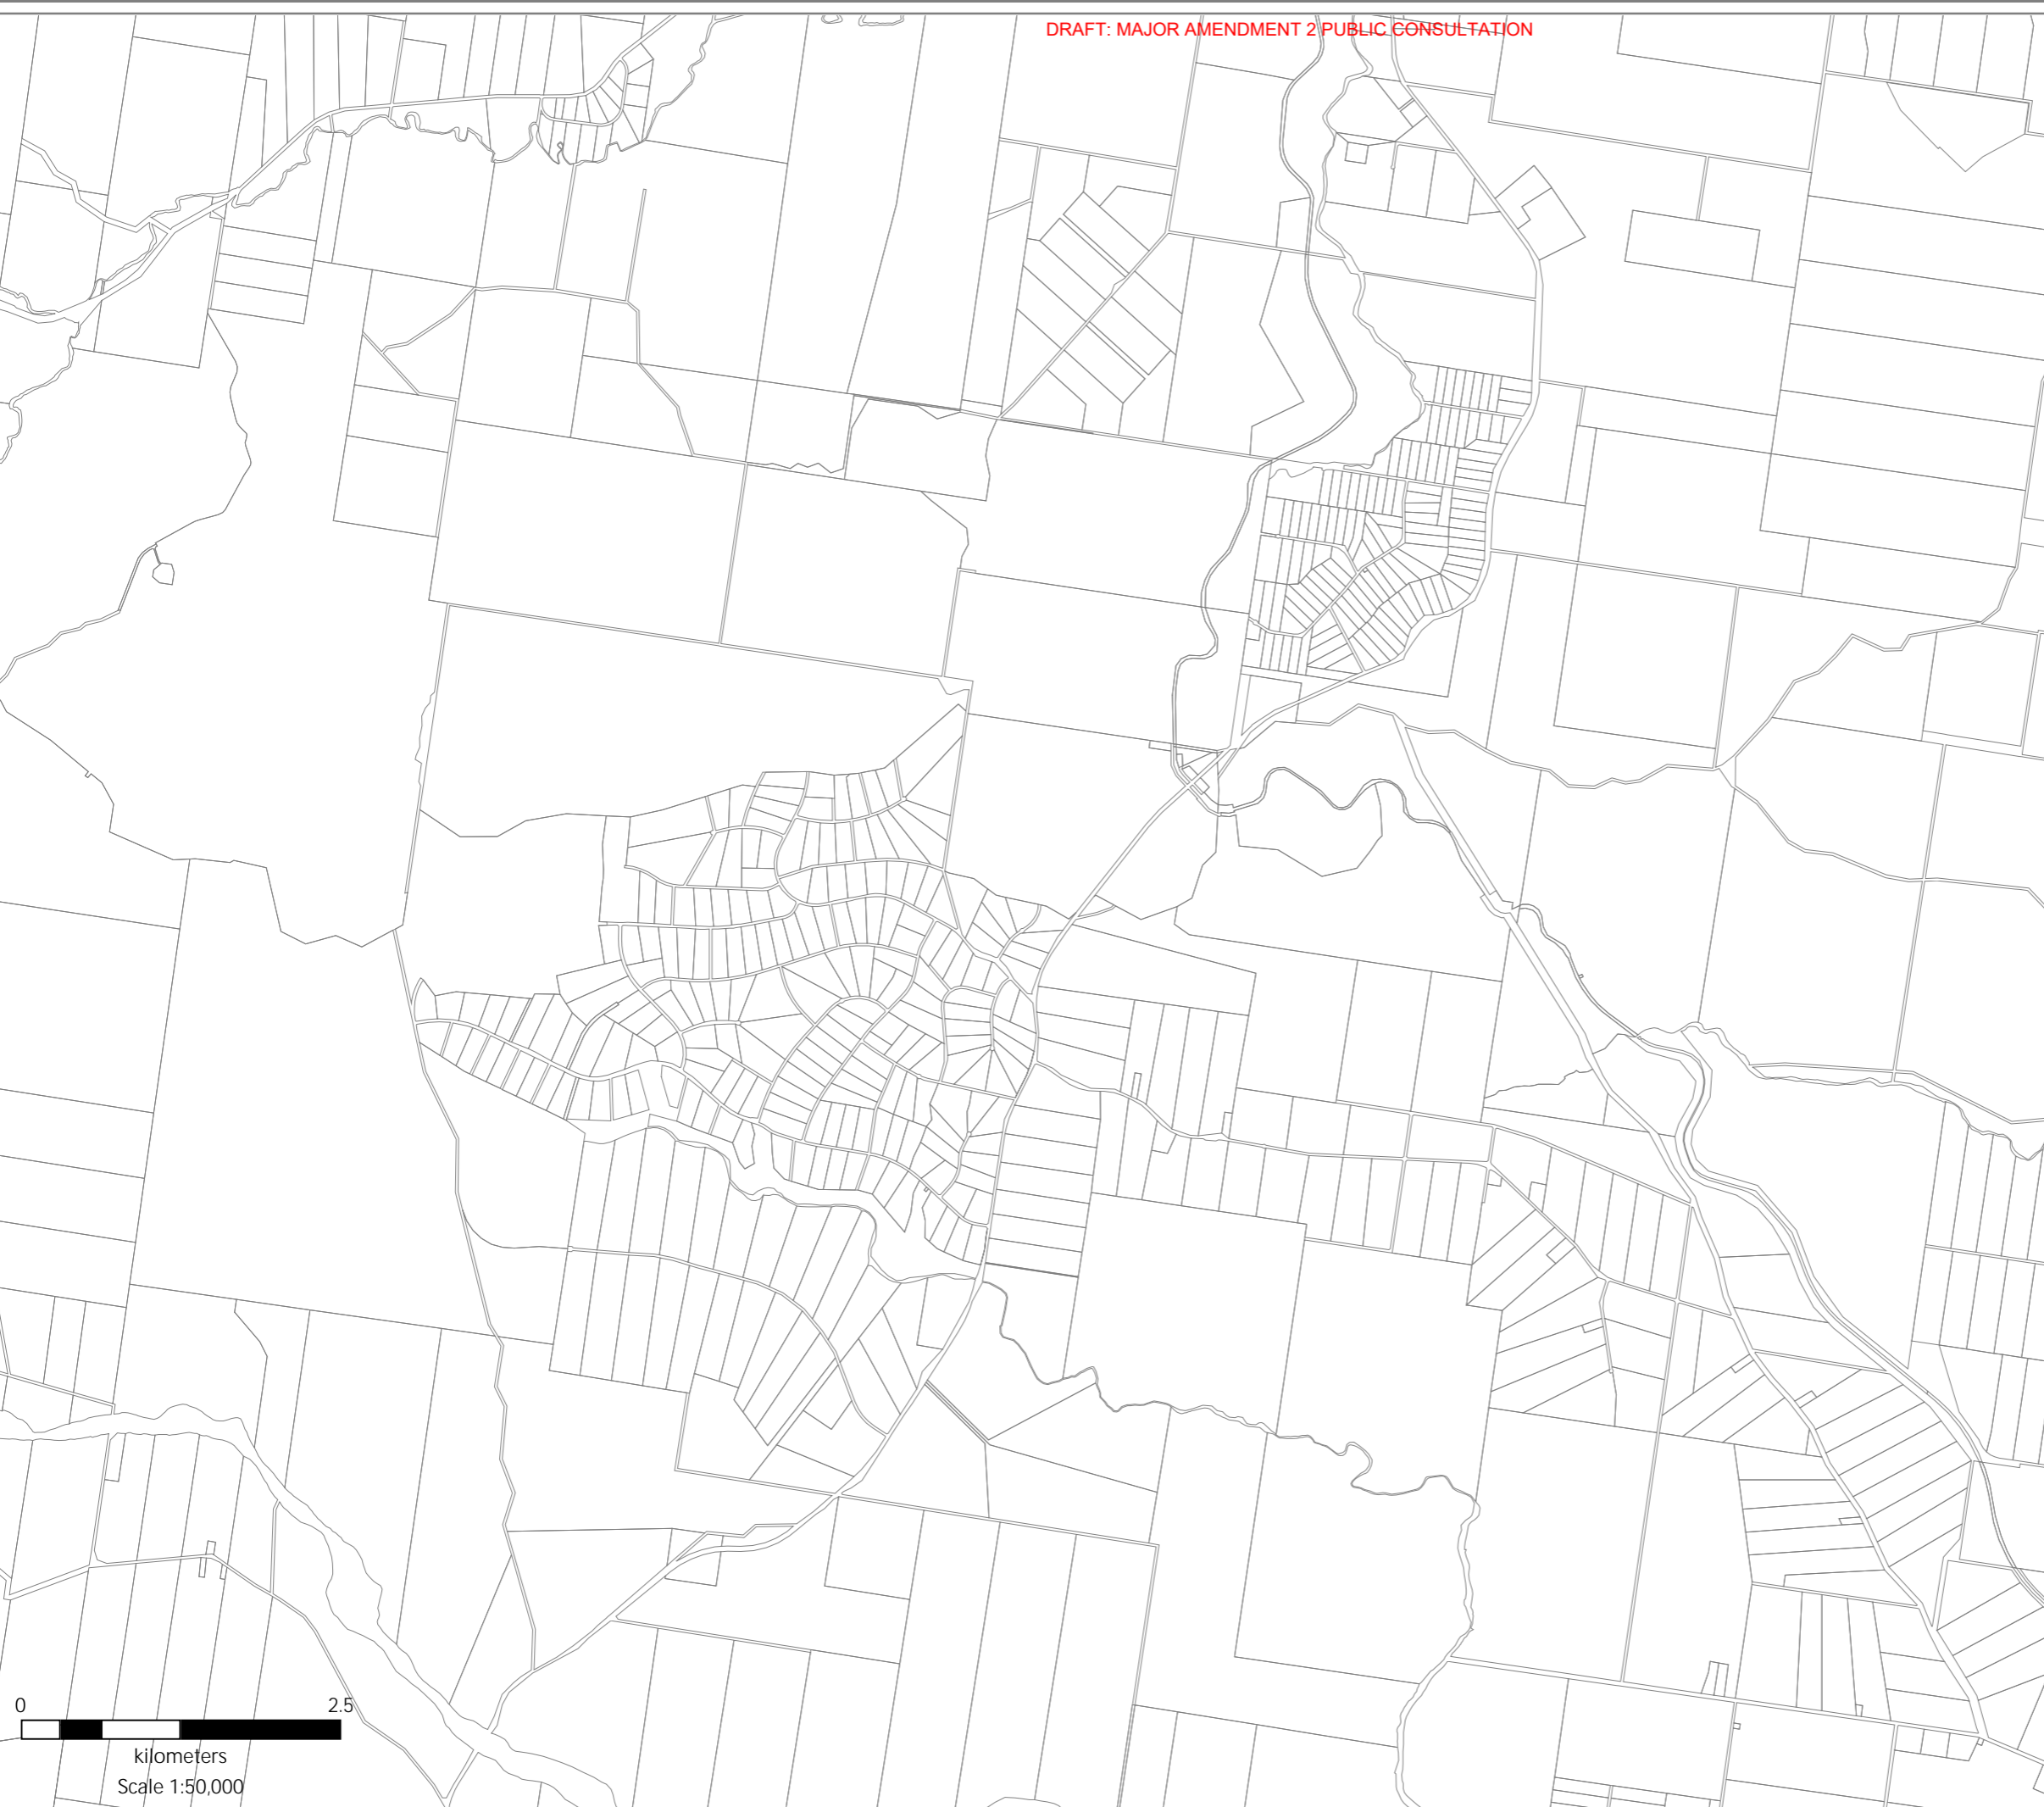 DRAFT: MAJOR AMENDMENT 2 PUBLIC CONSULTATION
0 2.5
kilometers
Scale 1:50,000